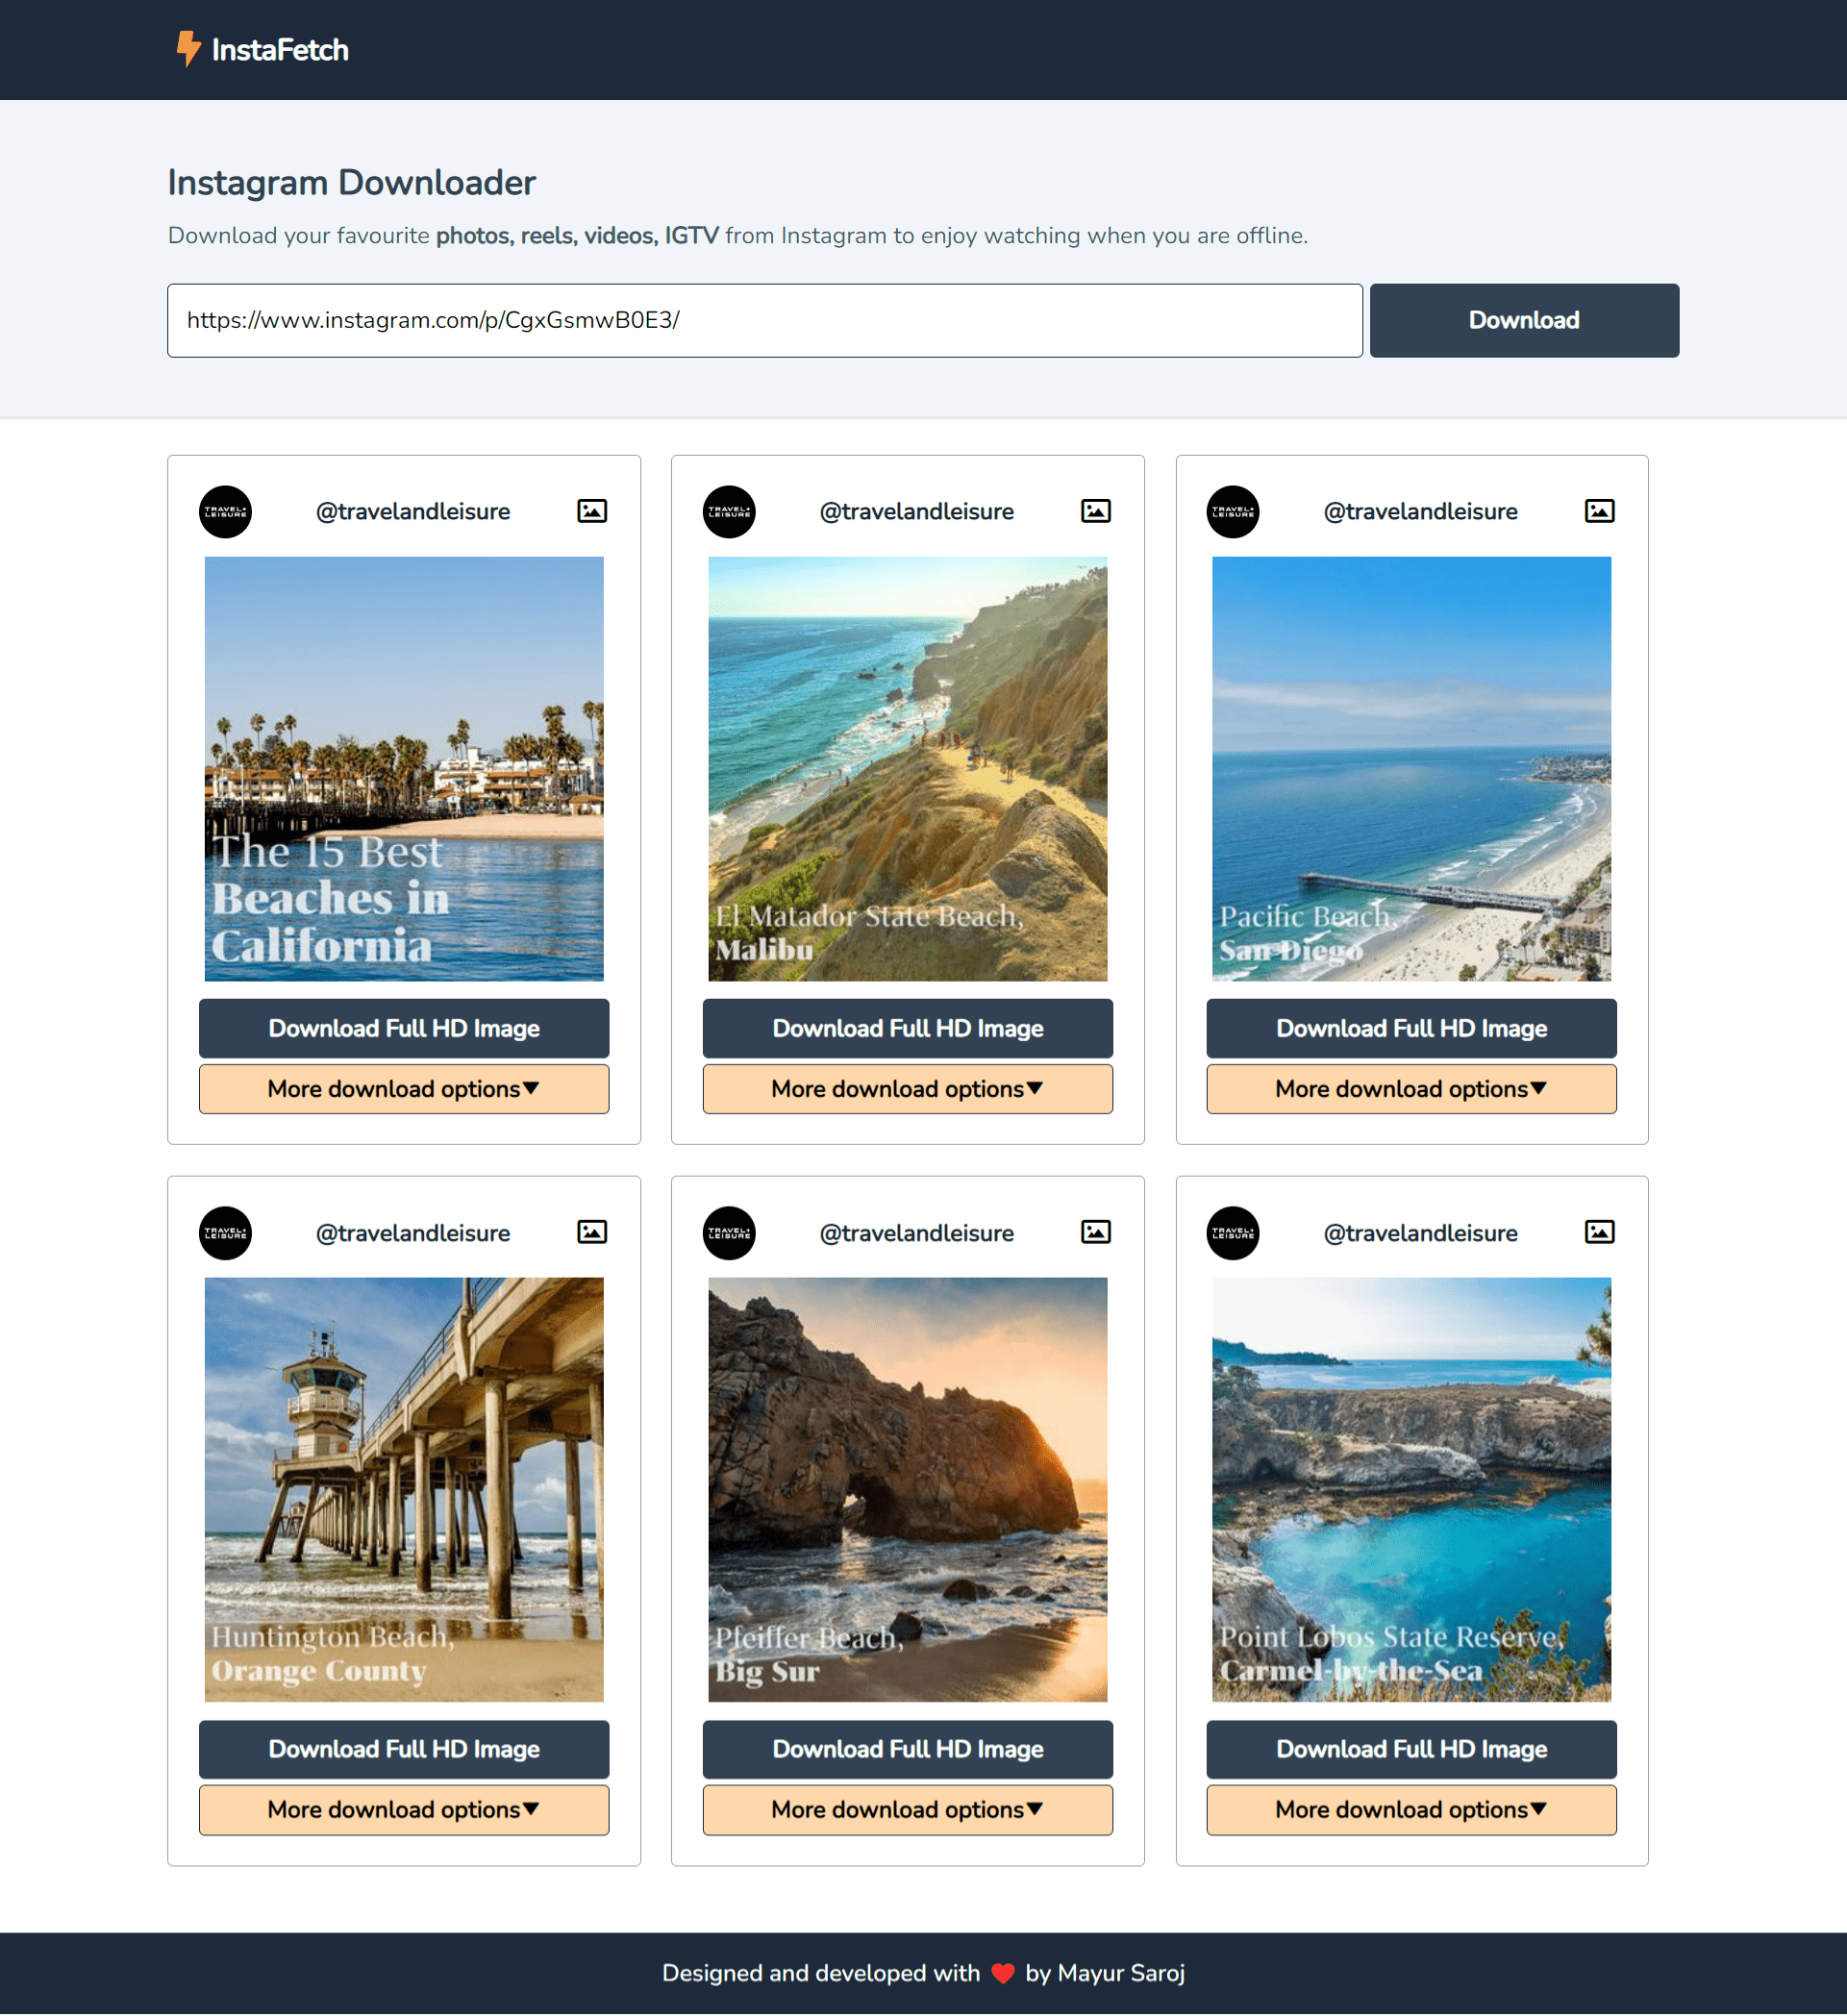 InstaFetch
Instagram Downloader
Download your favourite photos, reels, videos, IGTV from Instagram to enjoy watching when you are offline.
https://www.instagram.com/p/CgxGsmwB0E3/
Download
TRAVEL+
LEISURE
@travelandleisure
The 15 Best
Beaches in
California
Download Full HD Image
More download options▼
TRAVEL+
LEISURE
@travelandleisure
El Matador State Beach,
Malibu
Download Full HD Image
More download options▼
TRAVEL+
LEISURE
@travelandleisure
Pacific Beach,
San Diego
Download Full HD Image
More download options▼
TRAVEL+
LEISURE
@travelandleisure
Huntington Beach,
Orange County
Download Full HD Image
More download options▼
TRAVEL+
LEISURE
@travelandleisure
Pfeiffer Beach,
Big Sur
Download Full HD Image
More download options▼
TRAVEL+
LEISURE
@travelandleisure
Point Lobos State Reserve,
Carmel-by-the-Sea
Download Full HD Image
More download options▼
Designed and developed with ❤ by Mayur Saroj